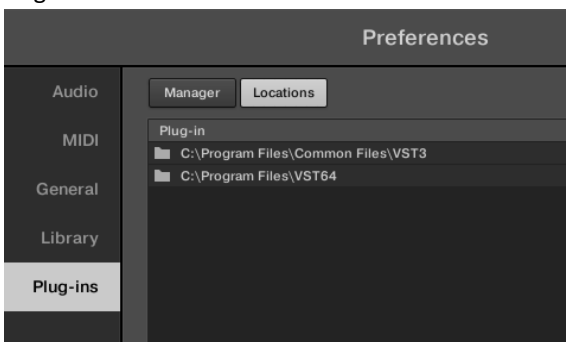 Preferences
Audio
MIDI
General
Library
Plug-ins
Manager Locations
Plug-in
C:\Program Files\Common Files\VST3
C:\Program Files\VST64